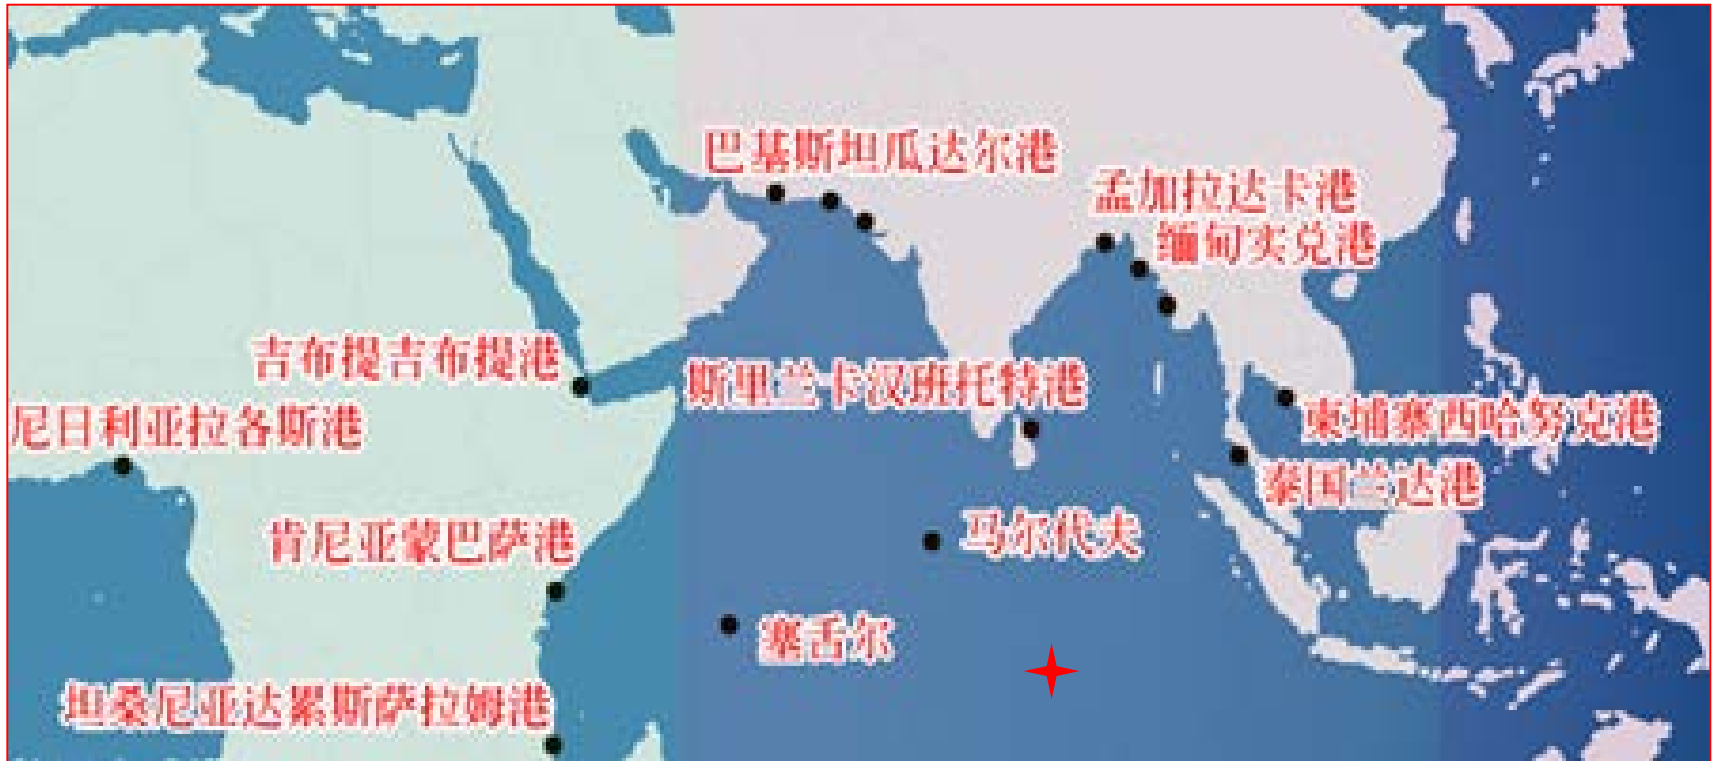 巴基斯坦瓜达尔港
孟加拉达卡港
缅甸实兑港
吉布提吉布提港
斯里兰卡汉班托特港
尼日利亚拉各斯港
柬埔寨西哈努克港
泰国兰达港
肯尼亚蒙巴萨港
马尔代夫
塞舌尔
坦桑尼亚达累斯萨拉姆港